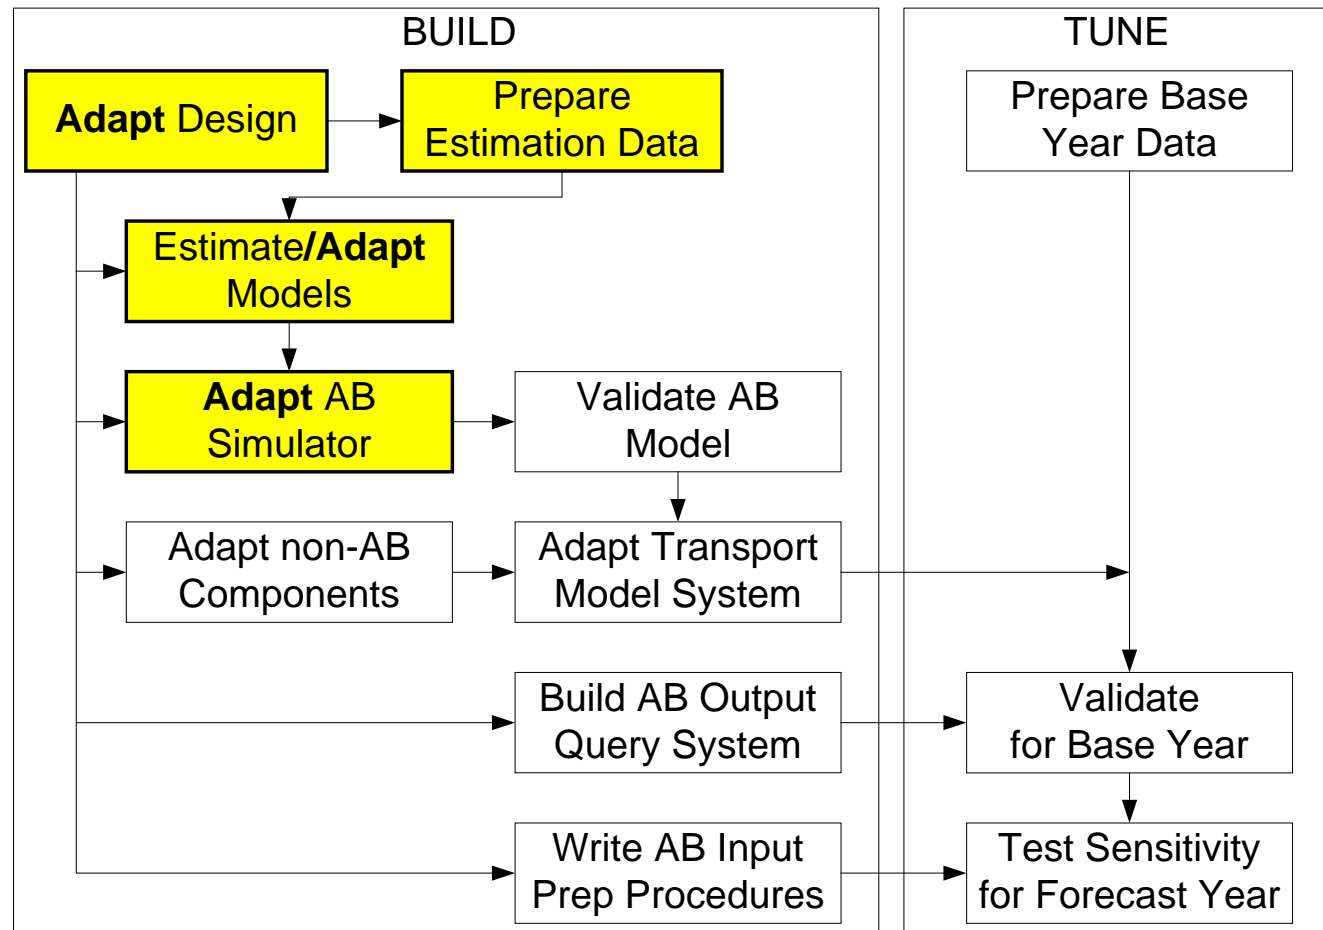 BUILD
Adapt Design
Prepare
Estimation Data
Estimate/Adapt
Models
Adapt AB
Simulator
Validate AB
Model
Adapt non-AB
Components
Adapt Transport
Model System
Build AB Output
Query System
Write AB Input
Prep Procedures
TUNE
Prepare Base
Year Data
Validate
for Base Year
Test Sensitivity
for Forecast Year